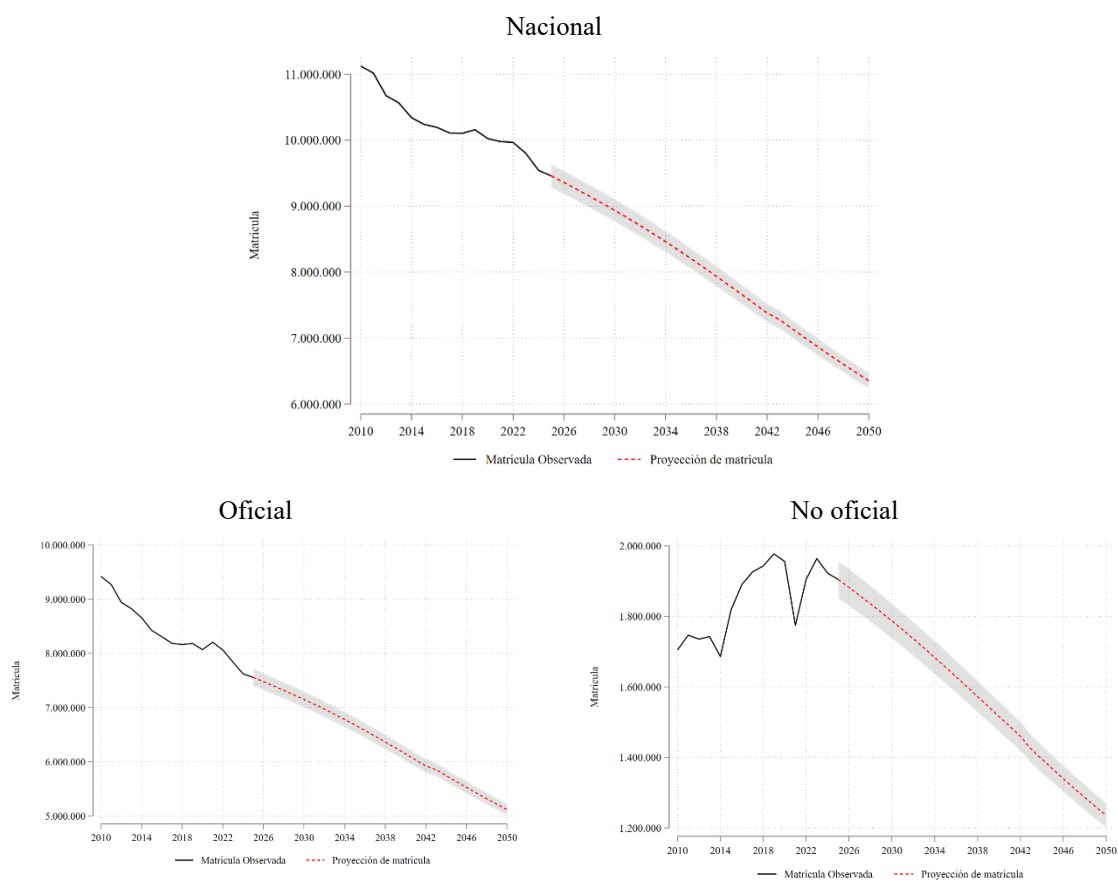 Nacional
11.000.000
10.000.000
9.000.000
8.000.000
7.000.000
6.000.000
Matrícula
2010 2014 2018 2022 2026 2030 2034 2038 2042 2046 2050
Matricula Observada Proyección de matricula
Oficial
10.000.000
9.000.000
8.000.000
7.000.000
6.000.000
5.000.000
Matrícula
2010 2014 2018 2022 2026 2030 2034 2038 2042 2046 2050
Matricula Observada Proyección de matrícula
No oficial
2.000.000
1.800.000
1.600.000
1.400.000
1.200.000
Matrícula
2010 2014 2018 2022 2026 2030 2034 2038 2042 2046 2050
Matricula Observada Proyección de matrícula